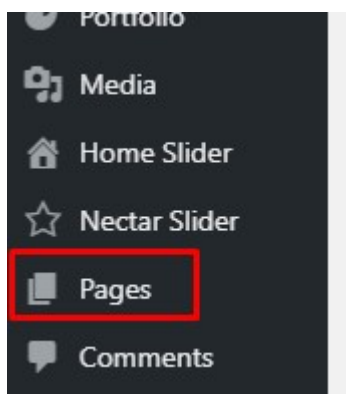 Portfolio
Media
Home Slider
Nectar Slider
Pages
Comments